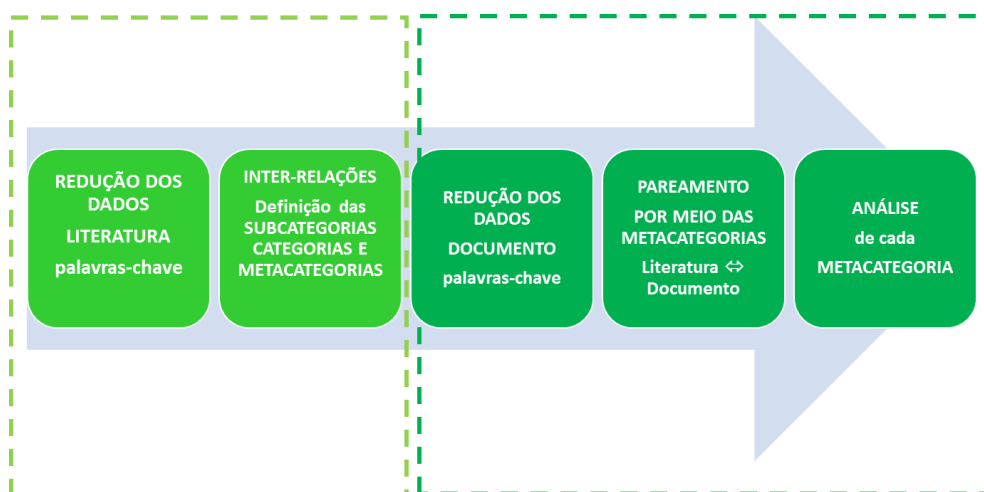 REDUÇÃO DOS
DADOS
LITERATURA
palavras-chave
INTER-RELAÇÕES
Definição das
SUBCATEGORIAS
CATEGORIAS E
METACATEGORIAS
REDUÇÃO DOS
DADOS
DOCUMENTO
palavras-chave
PAREAMENTO
POR MEIO DAS
METACATEGORIAS
Literatura ⇔
Documento
ANÁLISE
de cada
METACATEGORIA